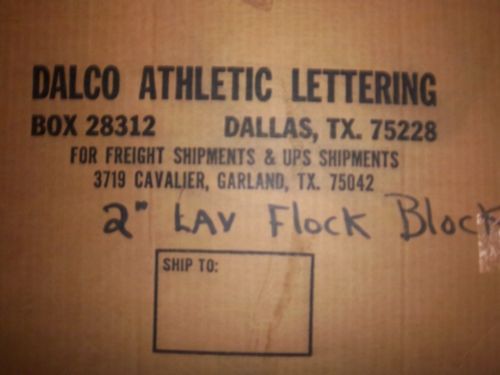 DALCO ATHLETIC LETTERING
BOX 28312 DALLAS, TX. 75228
FOR FREIGHT SHIPMENTS & UPS SHIPMENTS
3719 CAVALIER, GARLAND, TX. 75042
2" LAV Flock Block
SHIP TO: